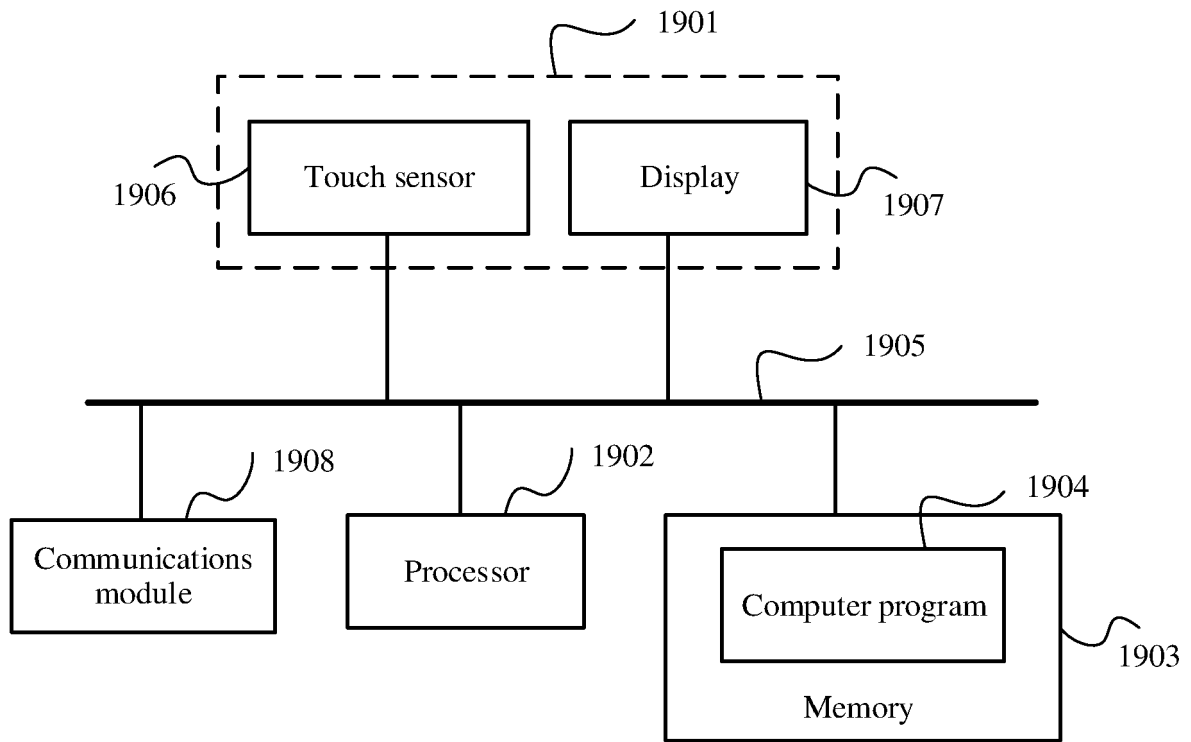 1901
Touch sensor
Display
1906
1907
1905
1908
1902
1904
Communications
module
Processor
Computer program
1903
Memory